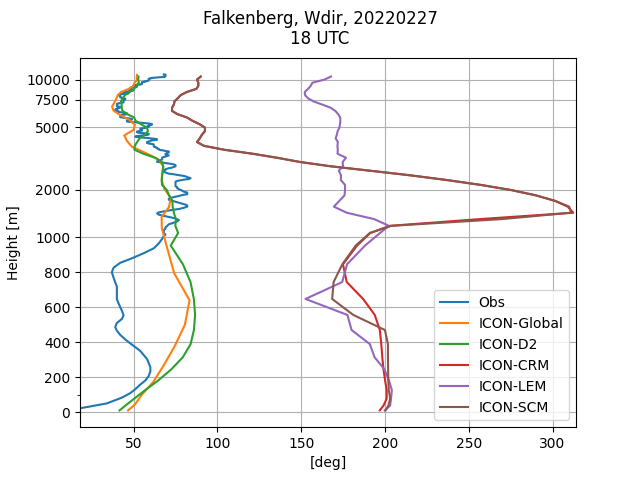 Falkenberg, Wdir, 20220227
18 UTC
Height [m]
10000
7500
5000
2000
1000
800
600
400
200
0
Obs
ICON-Global
ICON-D2
ICON-CRM
ICON-LEM
ICON-SCM
50
100
150
200
250
300
[deg]